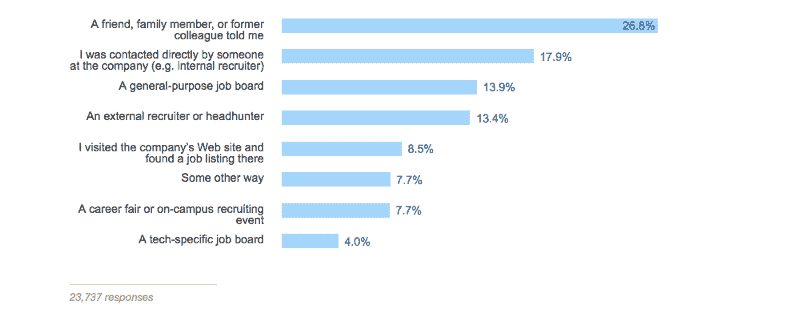 A friend, family member, or former
colleague told me
26.8%
I was contacted directly by someone
at the company (e.g. internal recruiter)
17.9%
A general-purpose job board
13.9%
An external recruiter or headhunter
13.4%
I visited the company's Web site and
found a job listing there
8.5%
Some other way
7.7%
A career fair or on-campus recruiting
event
7.7%
A tech-specific job board
4.0%
23,737 responses